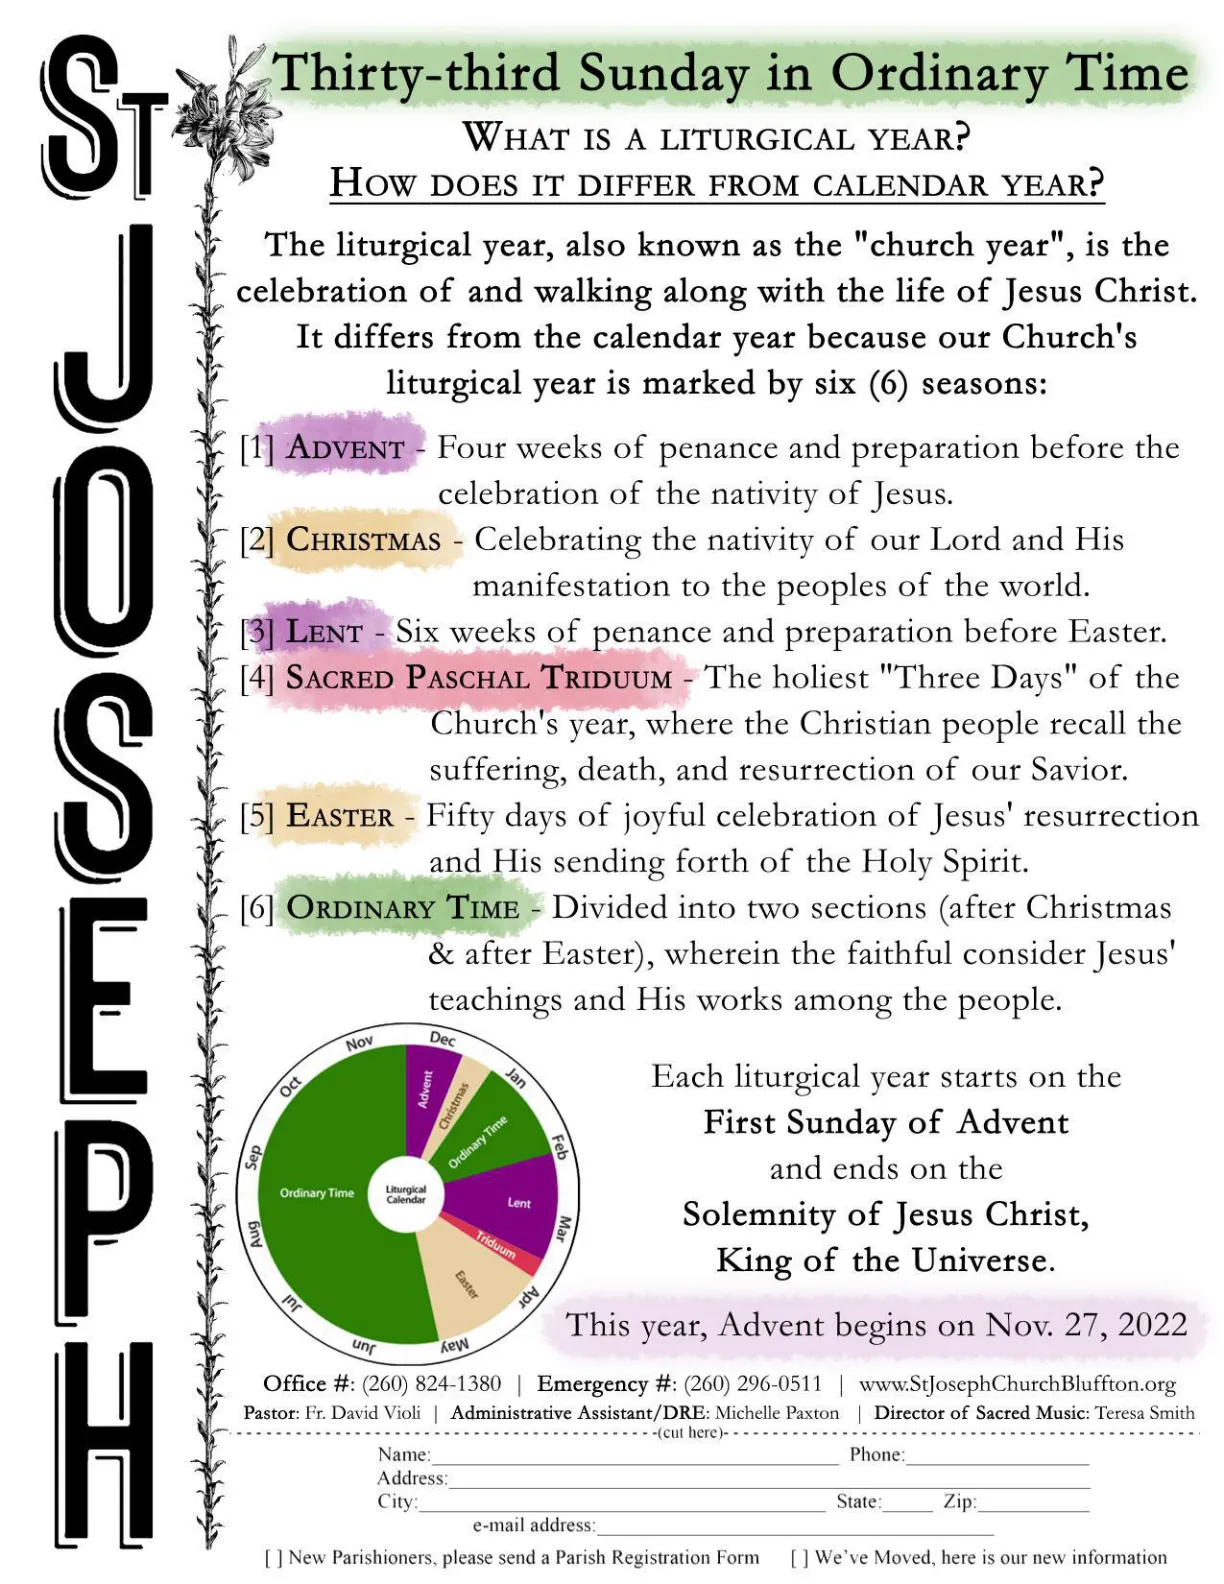 ST JOSEPH
Thirty-third Sunday in Ordinary Time
WHAT IS A LITURGICAL YEAR?
HOW DOES IT DIFFER FROM CALENDAR YEAR?
The liturgical year, also known as the "church year", is the
celebration of and walking along with the life of Jesus Christ.
It differs from the calendar year because our Church's
liturgical year is marked by six (6) seasons:
[1] ADVENT - Four weeks of penance and preparation before the
celebration of the nativity of Jesus.
[2] CHRISTMAS - Celebrating the nativity of our Lord and His
manifestation to the peoples of the world.
[3] LENT - Six weeks of penance and preparation before Easter.
[4] SACRED PASCHAL TRIDUUM - The holiest "Three Days" of the
Church's year, where the Christian people recall the
suffering, death, and resurrection of our Savior.
[5] EASTER - Fifty days of joyful celebration of Jesus' resurrection
and His sending forth of the Holy Spirit.
[6] ORDINARY TIME - Divided into two sections (after Christmas
& after Easter), wherein the faithful consider Jesus'
teachings and His works among the people.
Dec
Jan
Feb
Mar
Apr
May
Jun
Jul
Aug
Sep
Oct
Nov
Advent
Christmas
Ordinary Time
Lent
Triduum
Easter
Ordinary Time
Liturgical
Calendar
Each liturgical year starts on the
First Sunday of Advent
and ends on the
Solemnity of Jesus Christ,
King of the Universe.
This year, Advent begins on Nov. 27, 2022
Office #: (260) 824-1380 | Emergency #: (260) 296-0511 | www.StJosephChurchBluffton.org
Pastor: Fr. David Violi | Administrative Assistant/DRE: Michelle Paxton | Director of Sacred Music: Teresa Smith
(cut here)
Name: Phone:
Address:
City: State: Zip:
e-mail address:
[ ] New Parishioners, please send a Parish Registration Form [ ] We've Moved, here is our new information